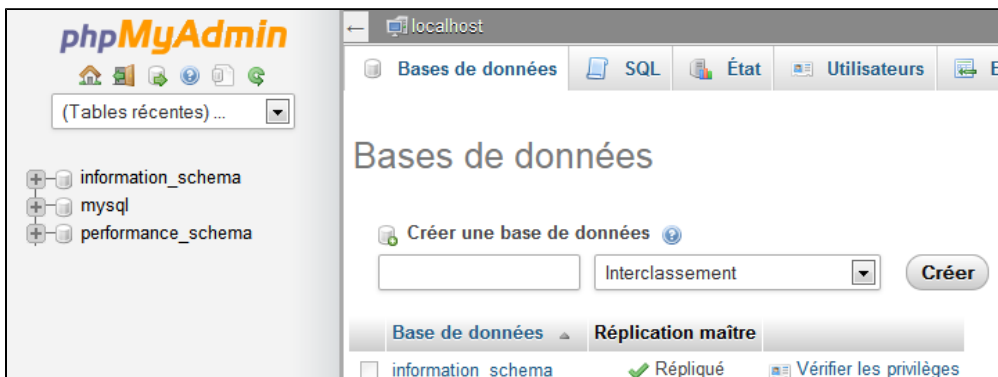 phpMyAdmin
(Tables récentes) ...
information_schema
mysql
performance_schema
localhost
Bases de données SQL État Utilisateurs
Bases de données
Créer une base de données
Interclassement Créer
Base de données Réplication maître
information_schema Répliqué Vérifier les privilèges